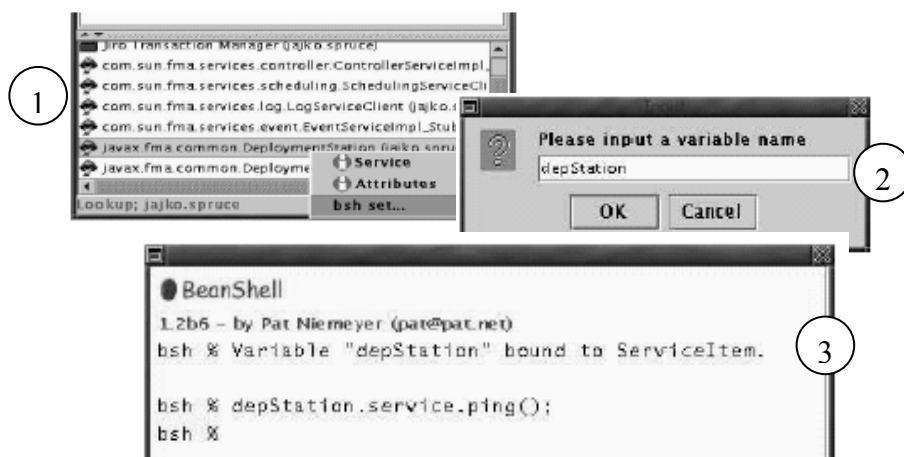 Jiro Transaction Manager (jajko.spruce)
com.sun.fma.services.controller.ControllerServiceImpl_
com.sun.fma.services.scheduling.SchedulingServiceCli
com.sun.fma.services.log.LogServiceClient (jajko.s
com.sun.fma.services.event.EventServiceImpl_Stub
javax.fma.common.DeploymentStation (jajko.spru
javax.fma.common.Deployme
Service
Attributes
bsh set...
Lookup; jajko.spruce
1
Input
Please input a variable name
depStation
OK Cancel
2
BeanShell
1.2b6 – by Pat Niemeyer (pat@pat.net)
bsh % Variable "depStation" bound to ServiceItem.
bsh % depStation.service.ping();
bsh %
3